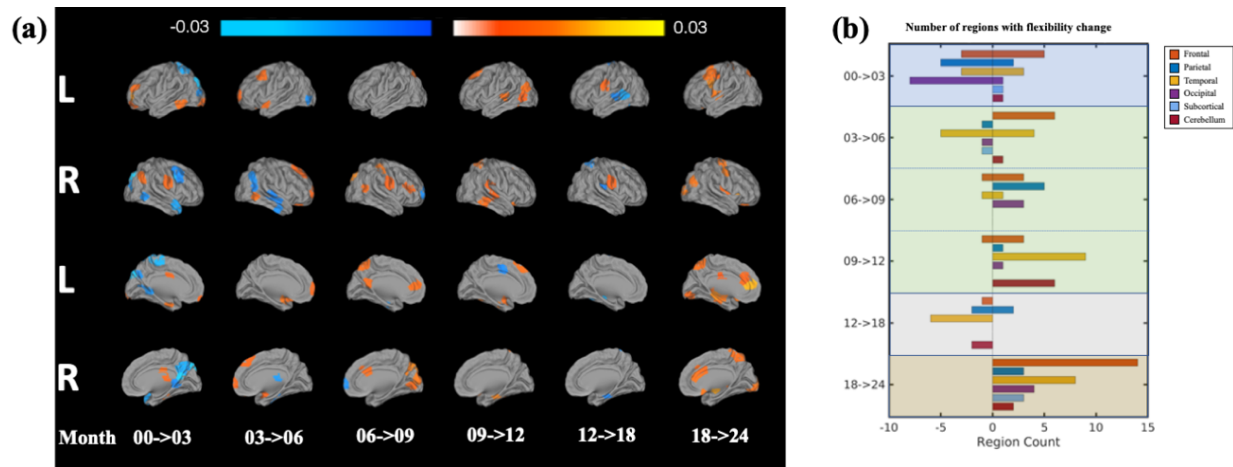 (a)
-0.03
0.03
L
R
L
R
Month 00->03 03->06 06->09 09->12 12->18 18->24
(b)
Number of regions with flexibility change
Frontal
Parietal
Temporal
Occipital
Subcortical
Cerebellum
00->03
03->06
06->09
09->12
12->18
18->24
-10 -5 0 5 10 15
Region Count